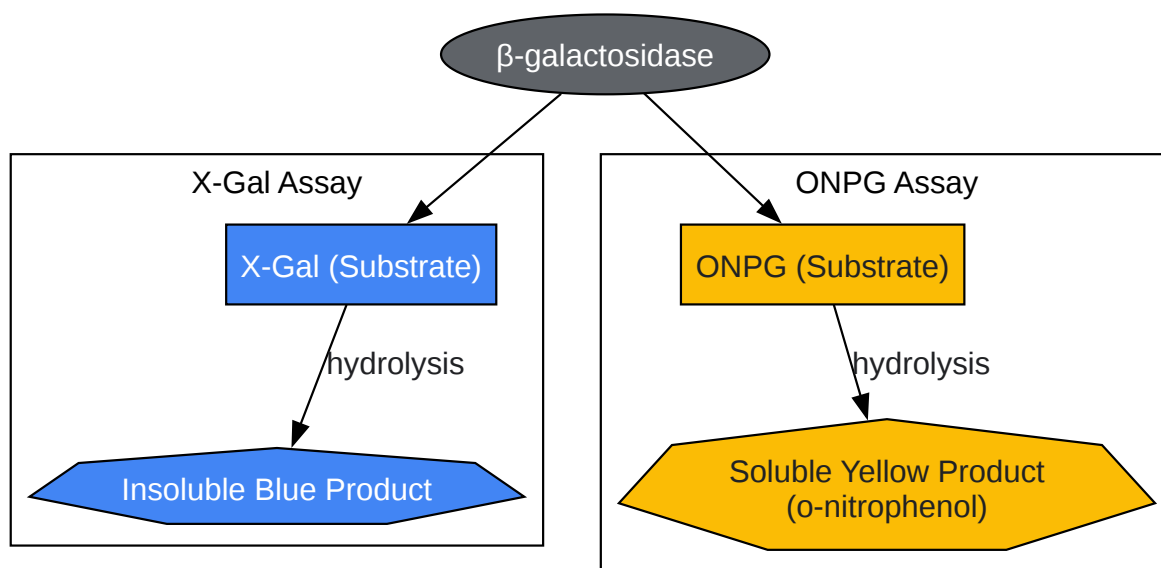 β-galactosidase
X-Gal Assay
X-Gal (Substrate)
hydrolysis
Insoluble Blue Product
ONPG Assay
ONPG (Substrate)
hydrolysis
Soluble Yellow Product
(o-nitrophenol)